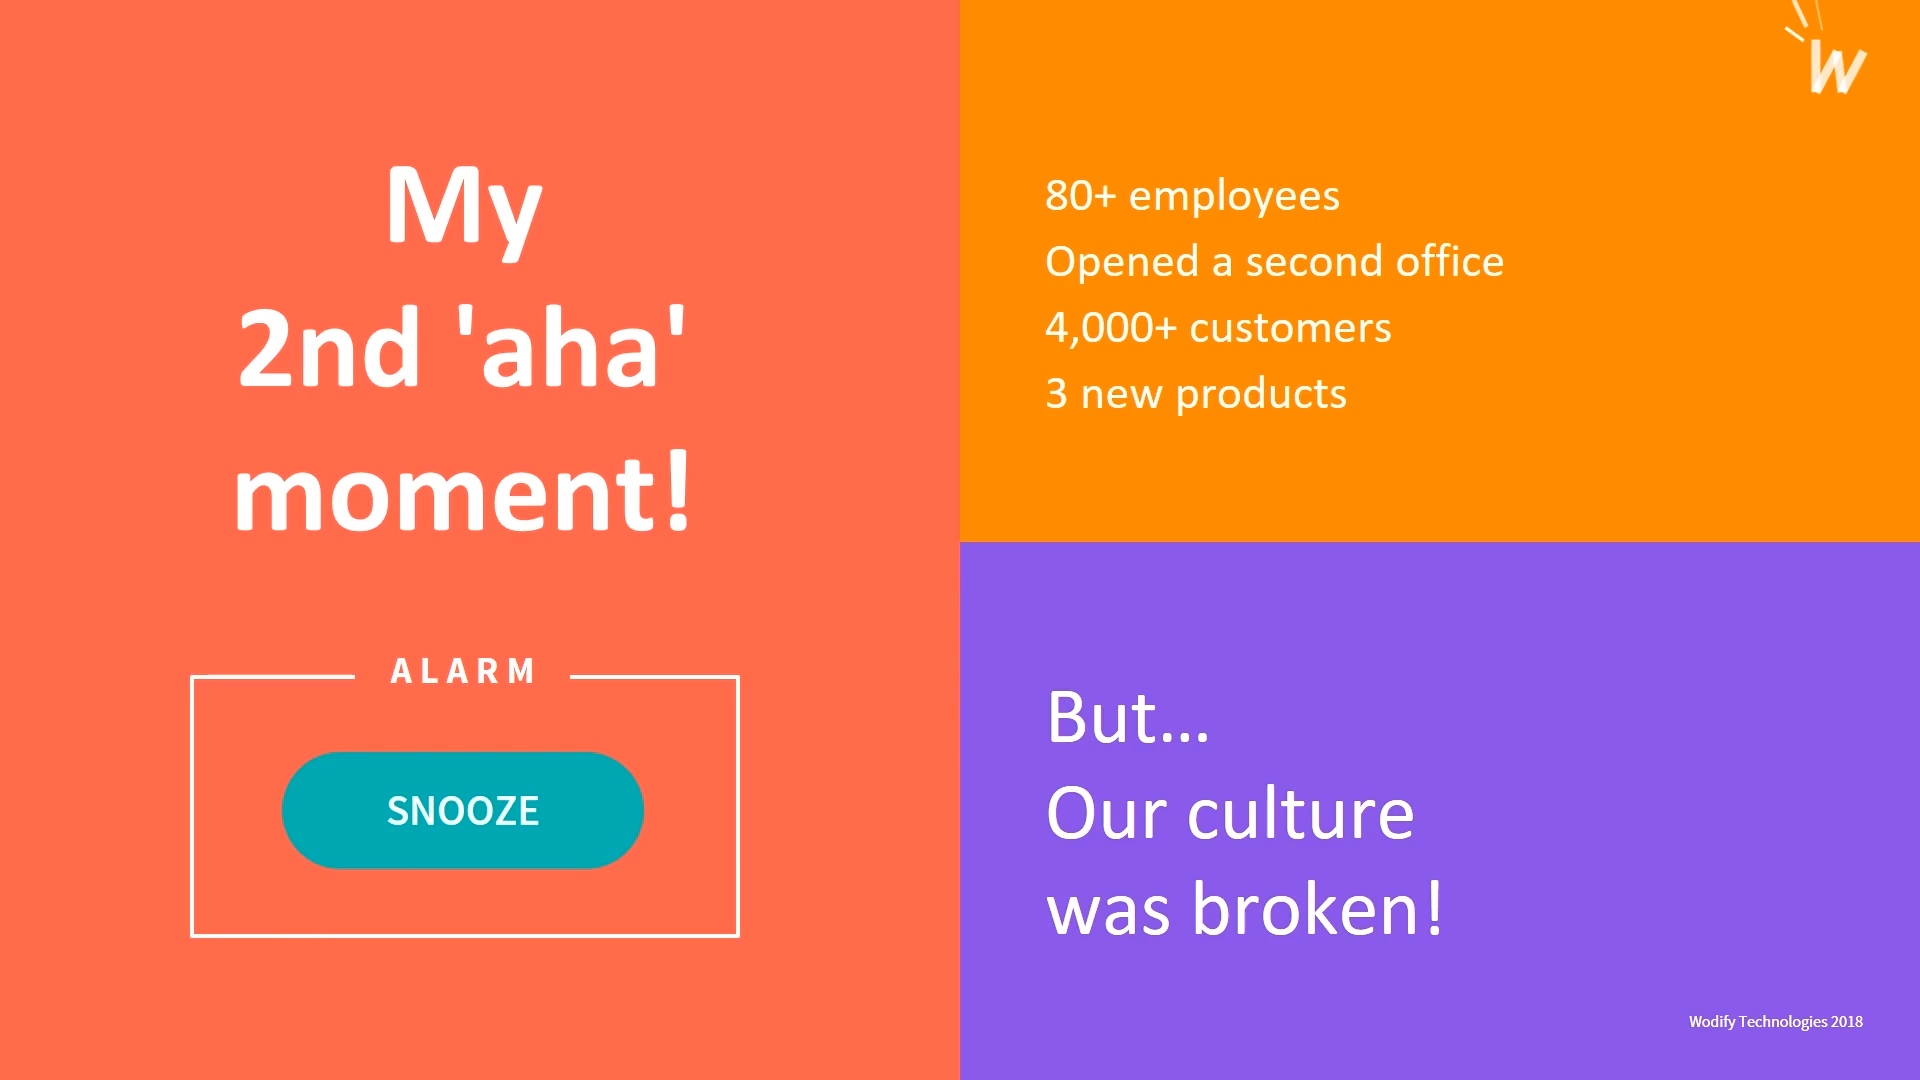 My
2nd 'aha'
moment!
ALARM
SNOOZE
W
80+ employees
Opened a second office
4,000+ customers
3 new products
But...
Our culture
was broken!
Wodify Technologies 2018